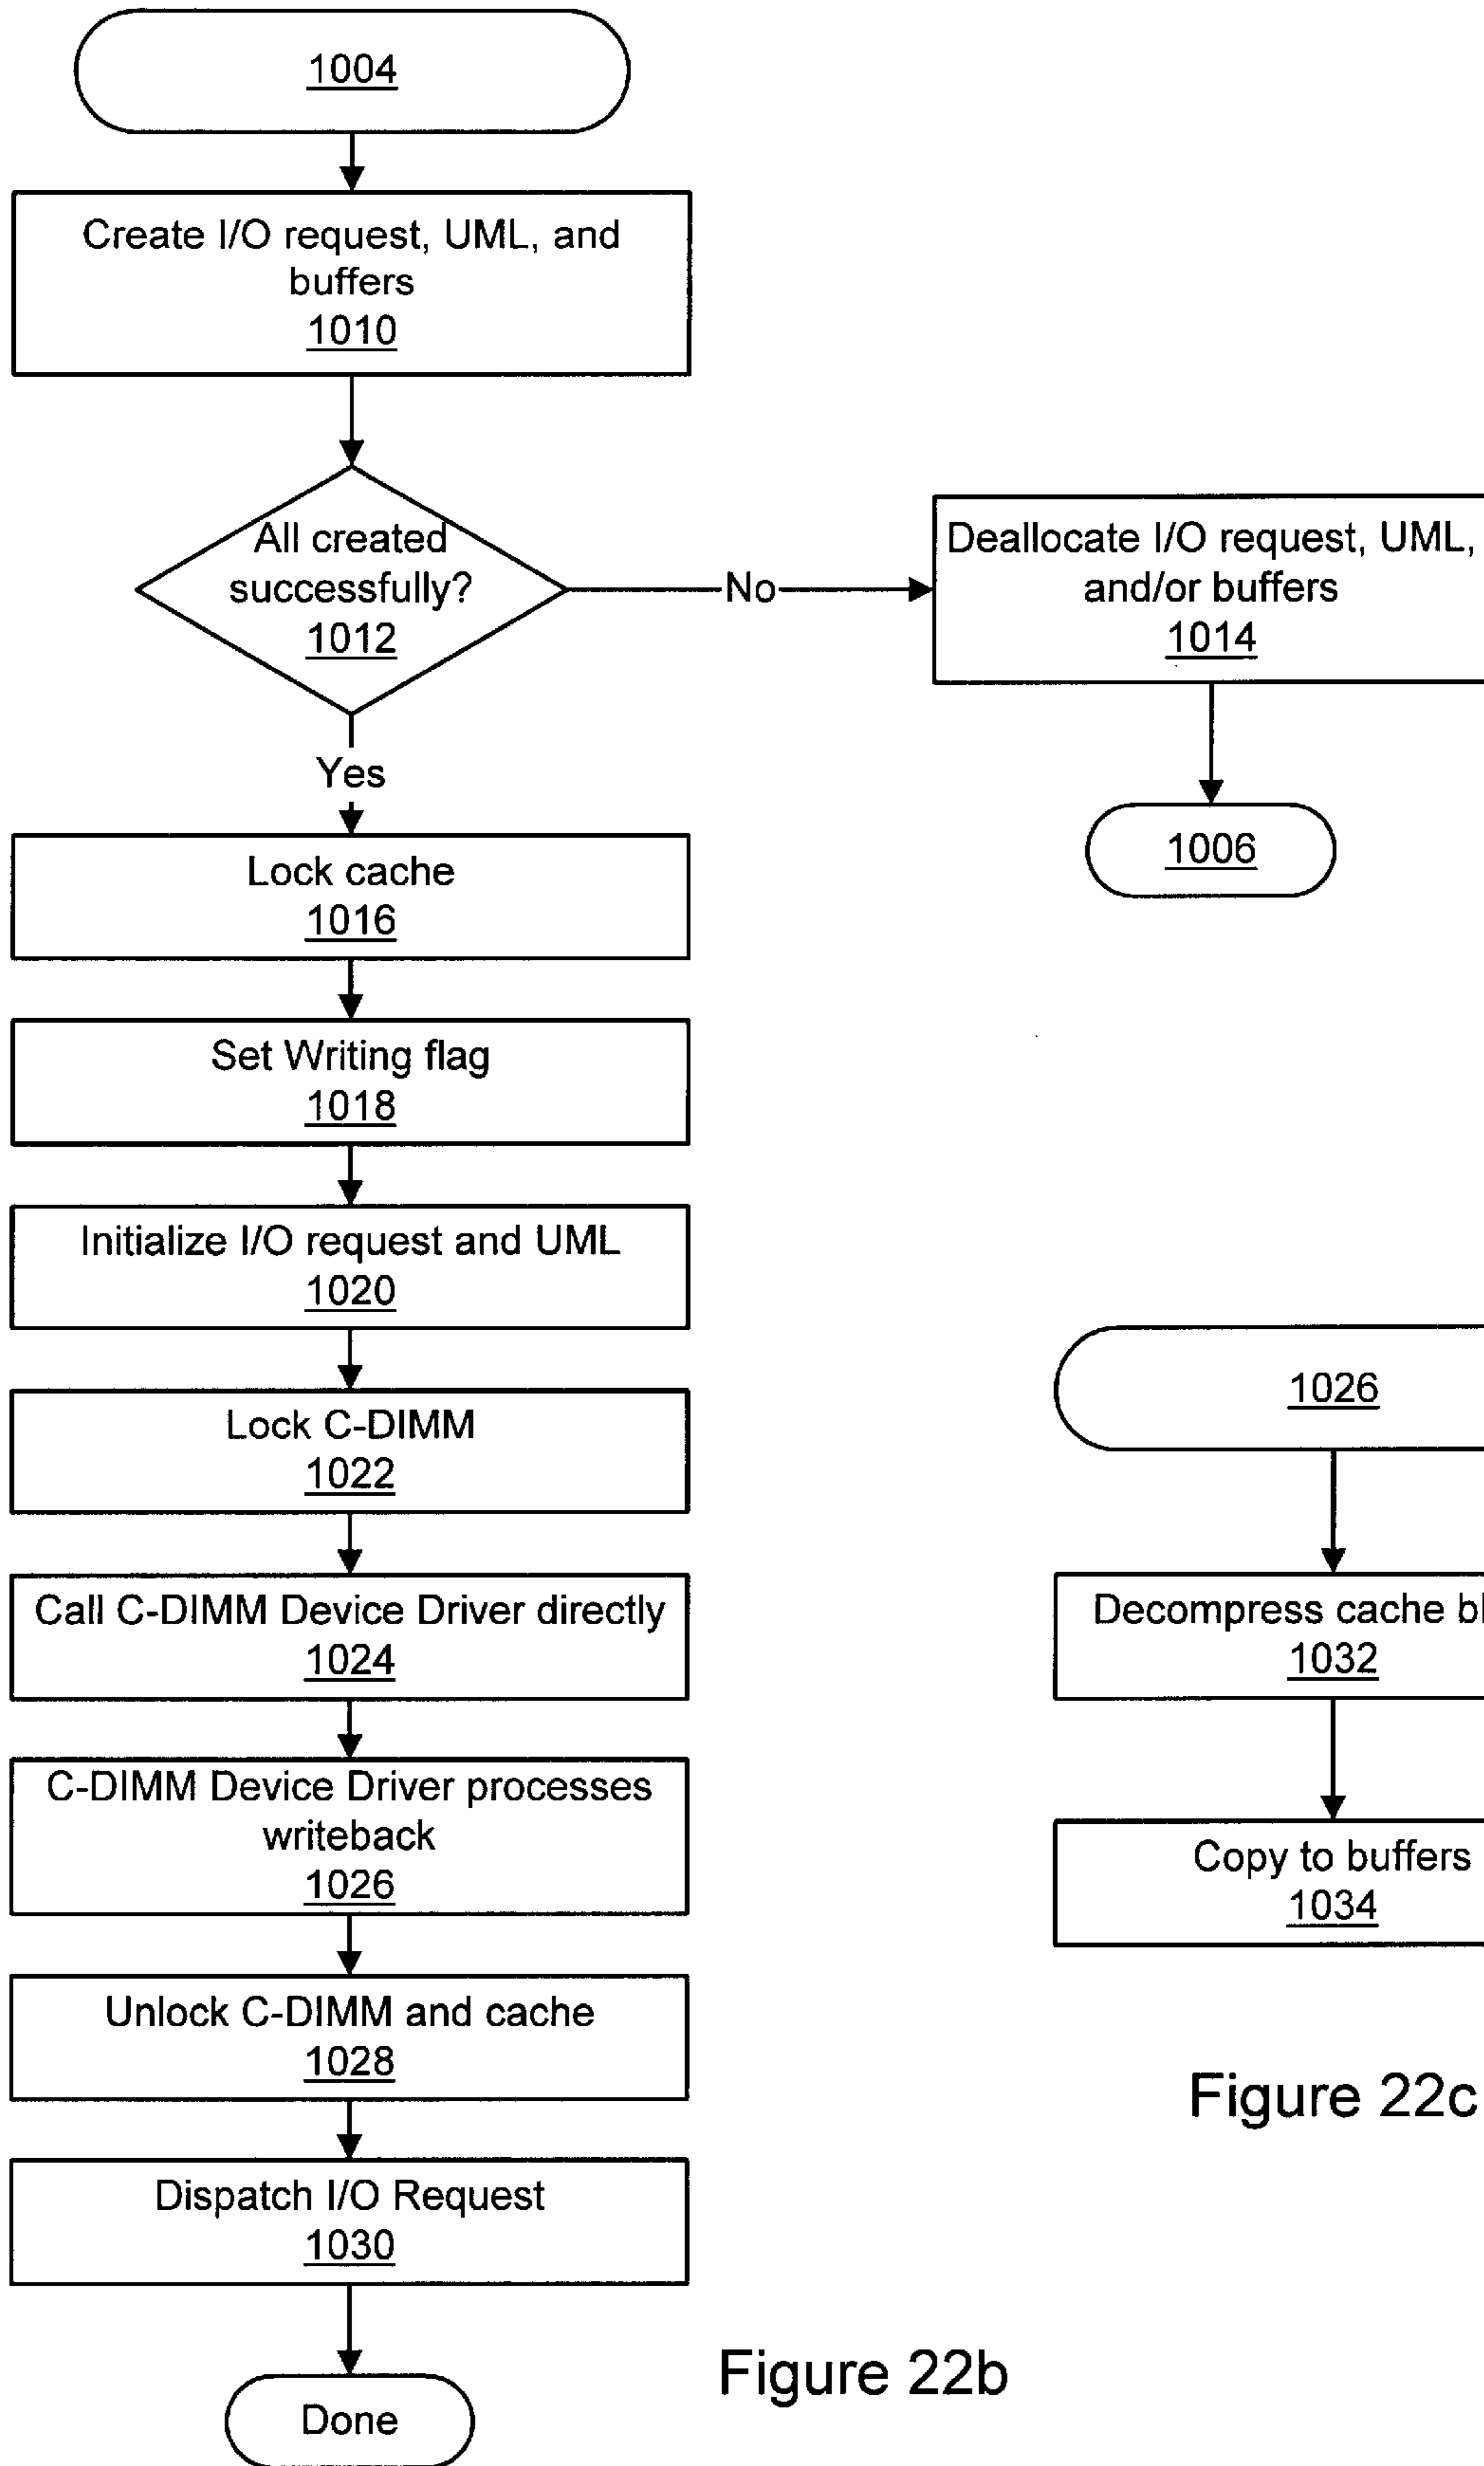 1004
Create I/O request, UML, and
buffers
1010
All created
successfully?
1012
No
Deallocate I/O request, UML,
and/or buffers
1014
1006
Yes
Lock cache
1016
Set Writing flag
1018
Initialize I/O request and UML
1020
Lock C-DIMM
1022
Call C-DIMM Device Driver directly
1024
C-DIMM Device Driver processes
writeback
1026
Unlock C-DIMM and cache
1028
Dispatch I/O Request
1030
Done
Figure 22b
1026
Decompress cache
1032
Copy to buffers
1034
Figure 22c